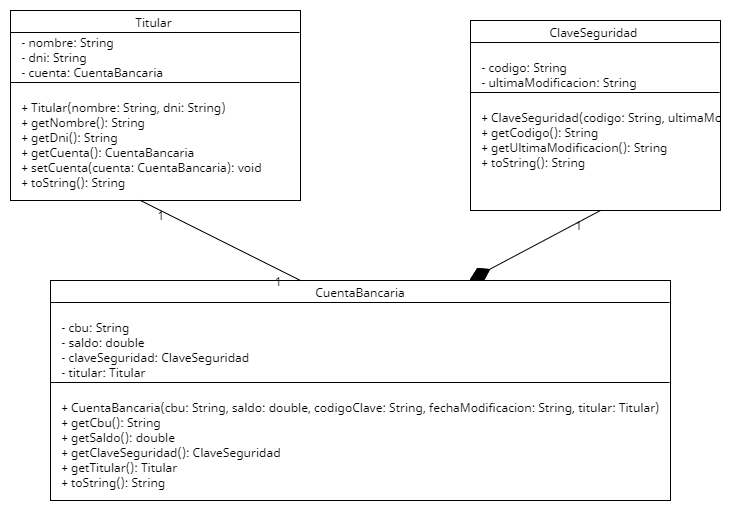 Titular
- nombre: String
- dni: String
- cuenta: CuentaBancaria
+ Titular(nombre: String, dni: String)
+ getNombre(): String
+ getDni(): String
+ getCuenta(): CuentaBancaria
+ setCuenta(cuenta: CuentaBancaria): void
+ toString(): String
ClaveSeguridad
- codigo: String
- ultimaModificacion: String
+ ClaveSeguridad(codigo: String, ultimaMo
+ getCodigo(): String
+ getUltimaModificacion(): String
+ toString(): String
1
1
1
CuentaBancaria
- cbu: String
- saldo: double
- claveSeguridad: ClaveSeguridad
- titular: Titular
+ CuentaBancaria(cbu: String, saldo: double, codigoClave: String, fechaModificacion: String, titular: Titular)
+ getCbu(): String
+ getSaldo(): double
+ getClaveSeguridad(): ClaveSeguridad
+ getTitular(): Titular
+ toString(): String